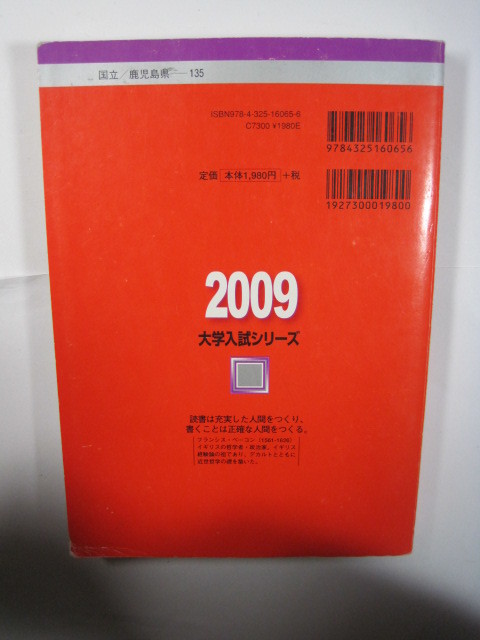 国立/鹿児島県―135
ISBN978-4-325-16065-6
C7300 ¥1980E
9784325160656
定価 本体1,980円 +税
1927300019800
2009
大学入試シリーズ
読書は充実した人間をつくり、
書くことは正確な人間をつくる。
フランシス・ベーコン (1561-1626)
イギリスの哲学者・政治家。イギリス
経験論の祖であり、デカルトとともに
近世哲学の礎を築いた。